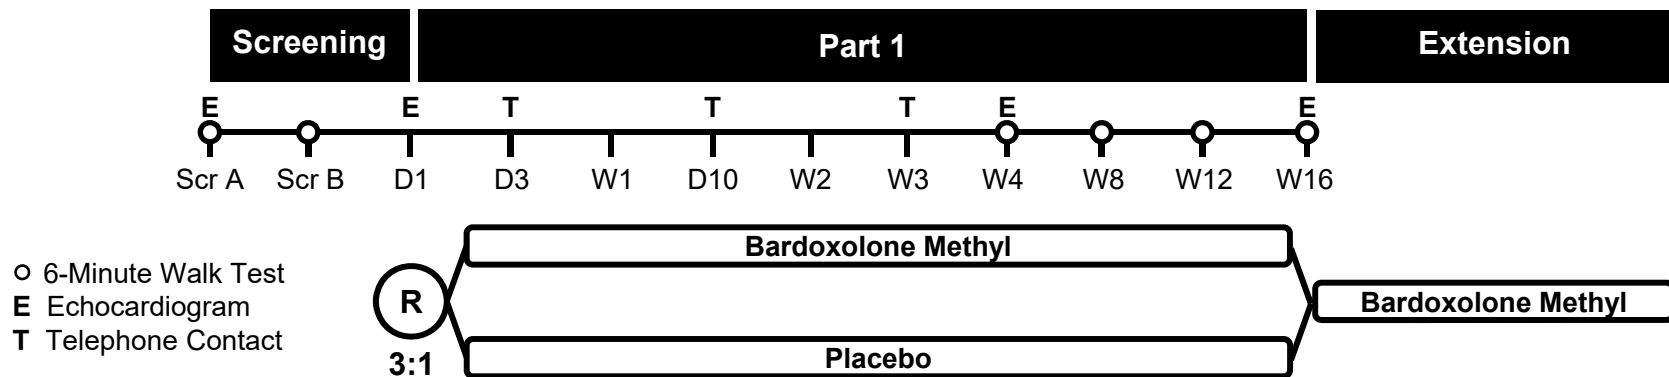 Screening Part 1 Extension
E E T T T E E
Scr A Scr B D1 D3 W1 D10 W2 W3 W4 W8 W12 W16
Bardoxolone Methyl
6-Minute Walk Test
E Echocardiogram
T Telephone Contact
R
3:1
Bardoxolone Methyl
Placebo